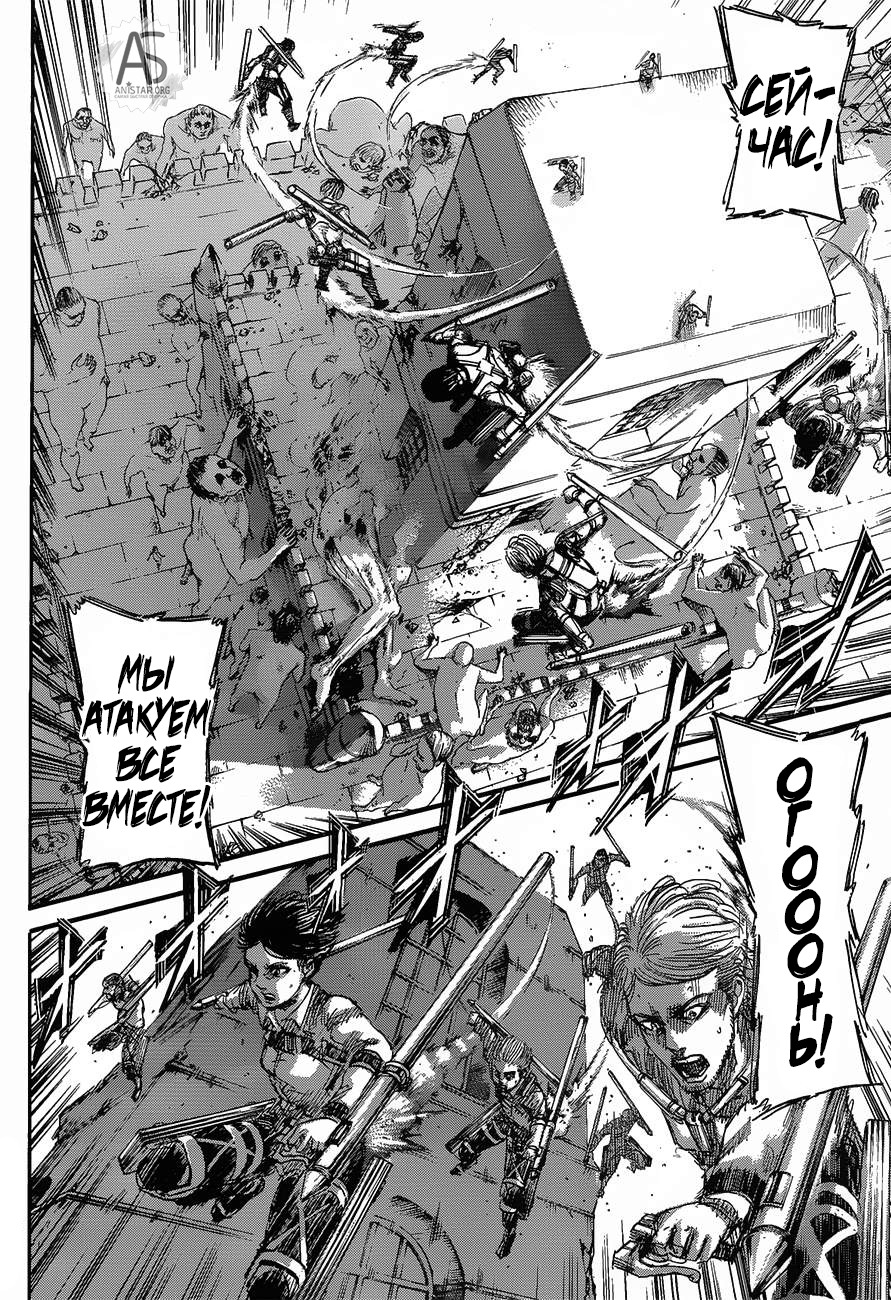 AS
ANISTAR.ORG
СЕЙ-
ЧАС!
МЫ
АТАКУЕМ
ВСЕ
ВМЕСТЕ!
ОГОООНЬ!
Ж Ж Ж Ж Ж Ж Ж Ж Ж